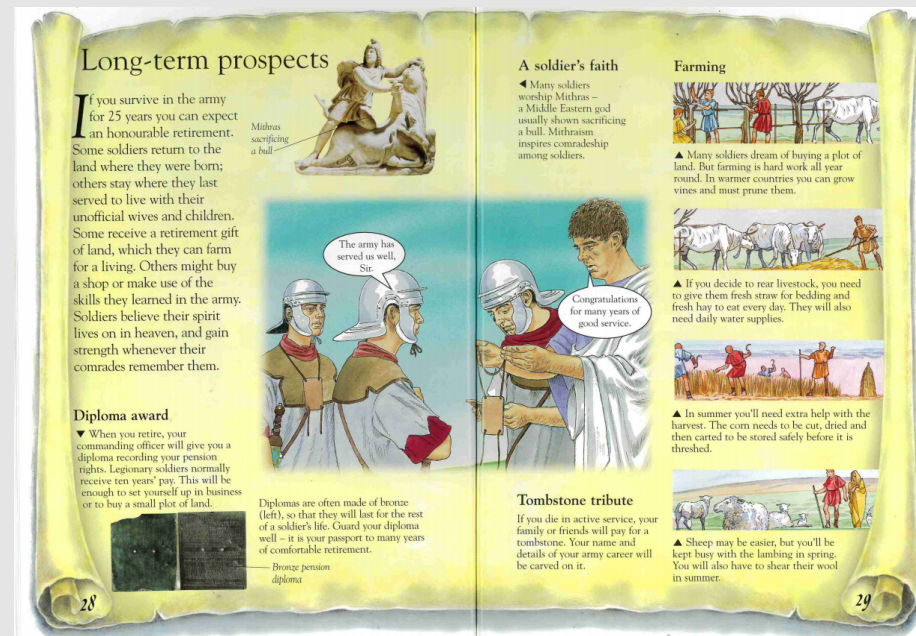 Long-term prospects
If you survive in the army
for 25 years you can expect
an honourable retirement.
Some soldiers return to the
land where they were born;
others stay where they last
served to live with their
unofficial wives and children.
Some receive a retirement gift
of land, which they can farm
for a living. Others might buy
a shop or make use of the
skills they learned in the army.
Soldiers believe their spirit
lives on in heaven, and gain
strength whenever their
comrades remember them.
Mithras
sacrificing
a bull
Diploma award
▼ When you retire, your
commanding officer will give you a
diploma recording your pension
rights. Legionary soldiers normally
receive ten years' pay. This will be
enough to set yourself up in business
or to buy a small plot of land.
The army has
served us well,
Sir.
Diplomas are often made of bronze
(left), so that they will last for the rest
of a soldier's life. Guard your diploma
well – it is your passport to many years
of comfortable retirement.
Bronze pension
diploma
28
A soldier's faith
◀ Many soldiers
worship Mithras –
a Middle Eastern god
usually shown sacrificing
a bull. Mithraism
inspires comradeship
among soldiers.
Congratulations
for many years of
good service.
Tombstone tribute
If you die in active service, your
family or friends will pay for a
tombstone. Your name and
details of your army career will
be carved on it.
Farming
▲ Many soldiers dream of buying a plot of
land. But farming is hard work all year
round. In warmer countries you can grow
vines and must prune them.
▲ If you decide to rear livestock, you need
to give them fresh straw for bedding and
fresh hay to eat every day. They will also
need daily water supplies.
▲ In summer you'll need extra help with the
harvest. The corn needs to be cut, dried and
then carted to be stored safely before it is
threshed.
▲ Sheep may be easier, but you'll be
kept busy with the lambing in spring.
You will also have to shear their wool
in summer.
29